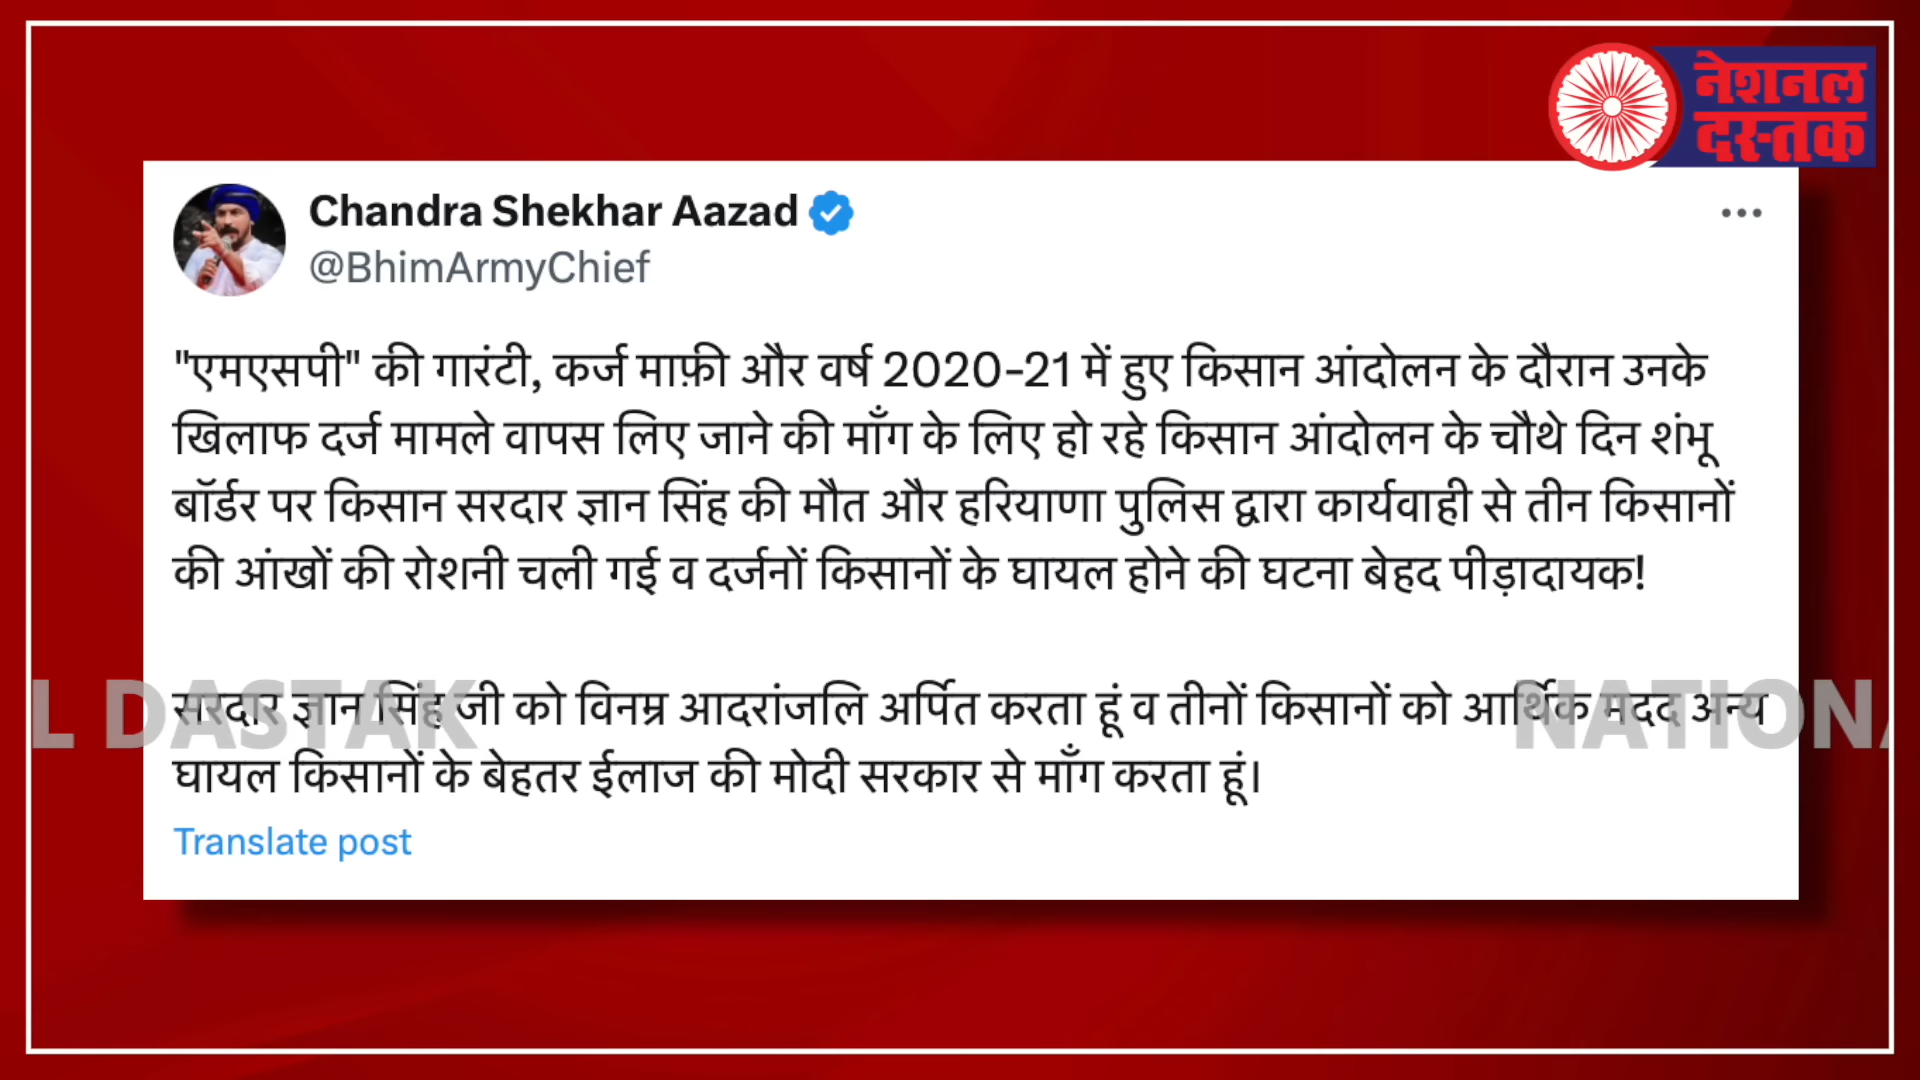 नेशनल
दस्तक
Chandra Shekhar Aazad
@BhimArmyChief
"एमएसपी" की गारंटी, कर्ज माफ़ी और वर्ष 2020-21 में हुए किसान आंदोलन के दौरान उनके
खिलाफ दर्ज मामले वापस लिए जाने की माँग के लिए हो रहे किसान आंदोलन के चौथे दिन शंभू
बॉर्डर पर किसान सरदार ज्ञान सिंह की मौत और हरियाणा पुलिस द्वारा कार्यवाही से तीन किसानों
की आंखों की रोशनी चली गई व दर्जनों किसानों के घायल होने की घटना बेहद पीड़ादायक!
सरदार ज्ञान सिंह जी को विनम्र आदरांजलि अर्पित करता हूं व तीनों किसानों को आर्थिक मदद अन्य
घायल किसानों के बेहतर ईलाज की मोदी सरकार से माँग करता हूं।
Translate post
L DASTAK
NATIONA